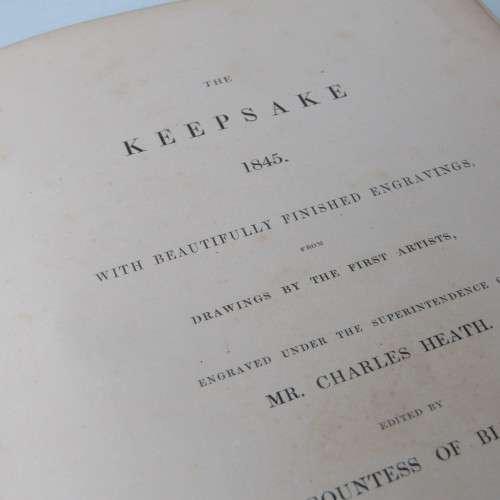 THE
KEEPSAKE
1845.
WITH BEAUTIFULLY FINISHED ENGRAVINGS,
FROM
DRAWINGS BY THE FIRST ARTISTS,
ENGRAVED UNDER THE SUPERINTENDENCE
MR. CHARLES HEATH.
EDITED BY
COUNTESS OF